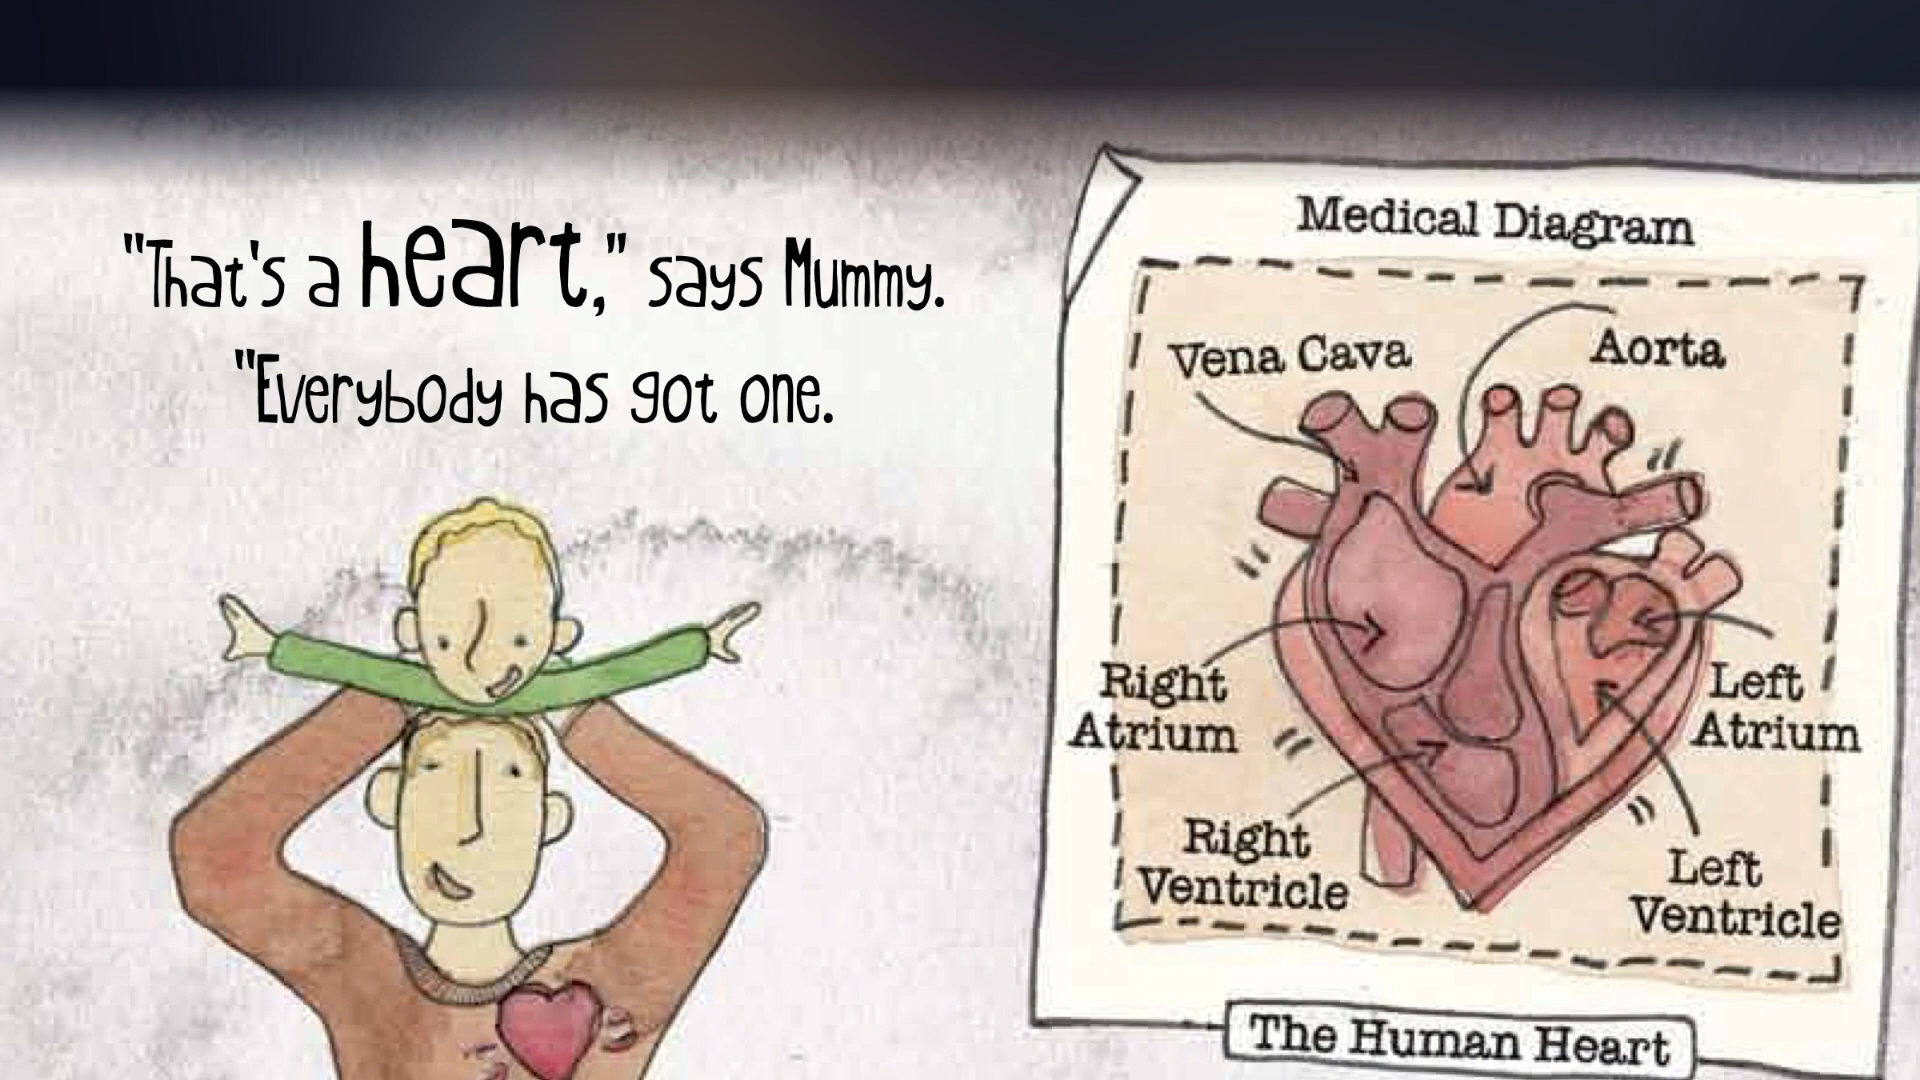 "That's a heart," says Mummy.
"Everybody has got one.
Medical Diagram
Vena Cava
Aorta
Right
Atrium
Left
Atrium
Right
Ventricle
Left
Ventricle
The Human Heart